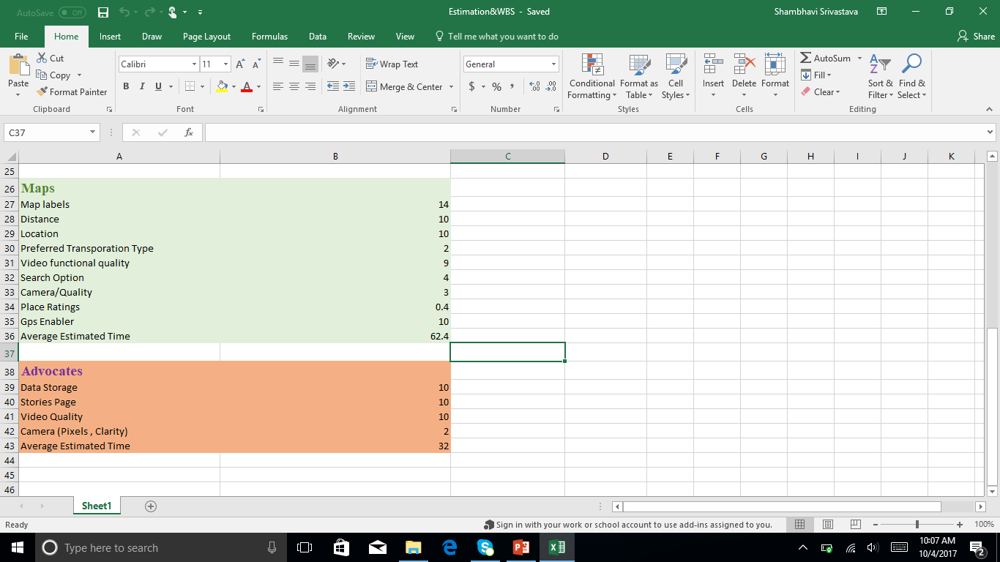 AutoSave Off Estimation&WBS - Saved Shambhavi Srivastava
File Home Insert Draw Page Layout Formulas Data Review View Tell me what you want to do Share
Paste Cut Copy Format Painter Clipboard
Calibri 11 A A B I U A Font
Wrap Text Merge & Center Alignment
General $ % , .00 .0 Number
Conditional Formatting Format as Table Cell Styles Styles
Insert Delete Format Cells
AutoSum Fill Clear Sort & Filter Find & Select Editing
C37 fx
A B C D E F G H I J K
25
26 Maps
27 Map labels 14
28 Distance 10
29 Location 10
30 Preferred Transporation Type 2
31 Video functional quality 9
32 Search Option 4
33 Camera/Quality 3
34 Place Ratings 0.4
35 Gps Enabler 10
36 Average Estimated Time 62.4
37
38 Advocates
39 Data Storage 10
40 Stories Page 10
41 Video Quality 10
42 Camera (Pixels , Clarity) 2
43 Average Estimated Time 32
44
45
46
Sheet1
Ready Sign in with your work or school account to use add-ins assigned to you. 100%
Type here to search 10:07 AM
10/4/2017 2